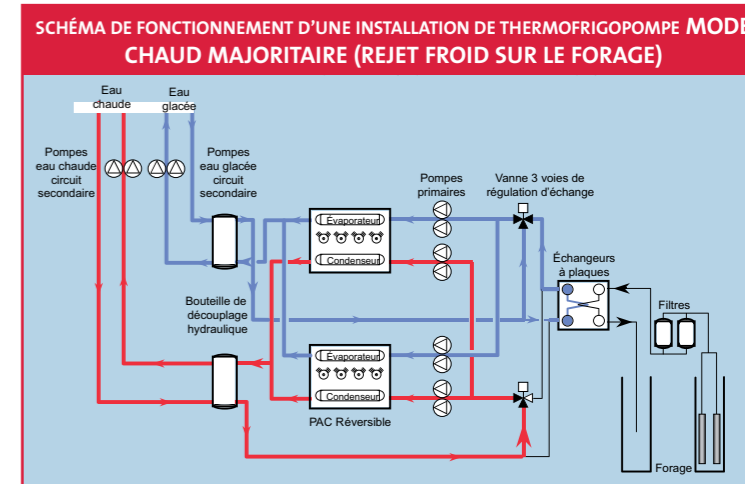 SCHÉMA DE FONCTIONNEMENT D'UNE INSTALLATION DE THERMOFRIGOPOMPE MODE
CHAUD MAJORITAIRE (REJET FROID SUR LE FORAGE)
Eau
chaude
Eau
glacée
Pompes
eau chaude
circuit
secondaire
Pompes
eau glacée
circuit
secondaire
Pompes
primaires
Vanne 3 voies de
régulation d'échange
Évaporateur
Condenseur
Échangeurs
à plaques
Filtres
Bouteille de
découplage
hydraulique
Évaporateur
Condenseur
PAC Réversible
Forage